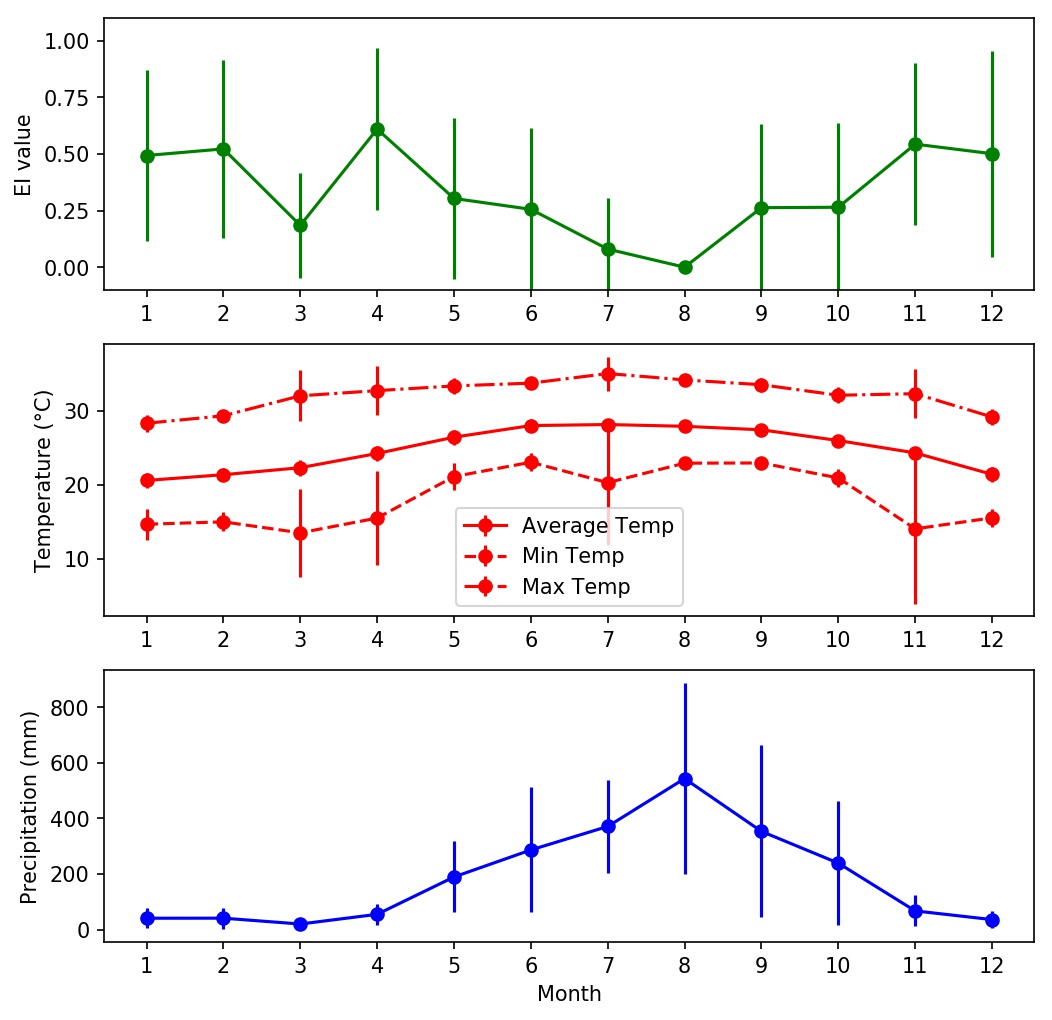 EI value
1.00
0.75
0.50
0.25
0.00
1 2 3 4 5 6 7 8 9 10 11 12
Temperature (°C)
30
20
10
Average Temp
Min Temp
Max Temp
1 2 3 4 5 6 7 8 9 10 11 12
Precipitation (mm)
800
600
400
200
0
1 2 3 4 5 6 7 8 9 10 11 12
Month